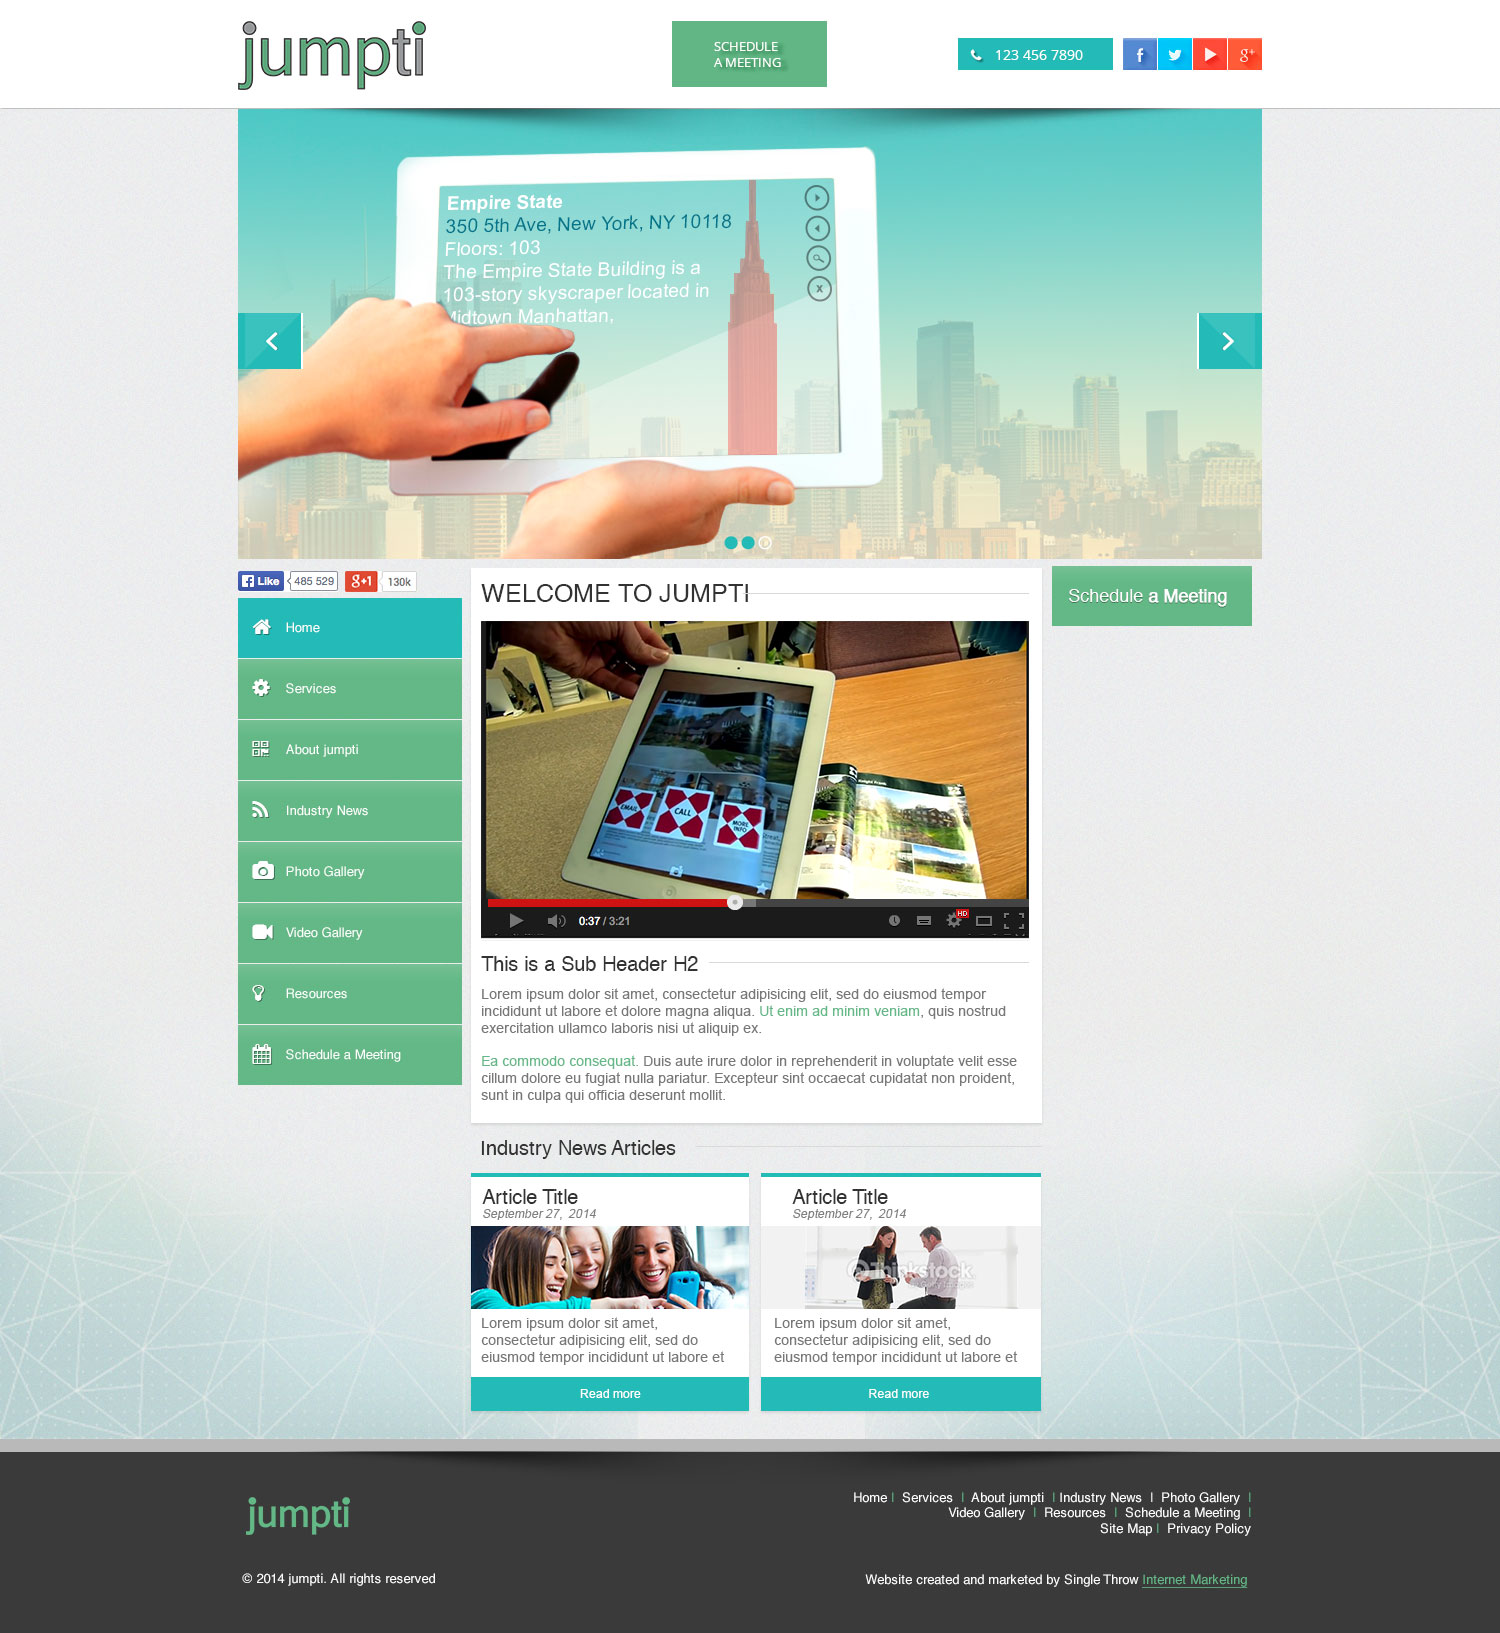 jumpti
SCHEDULE
A MEETING
123 456 7890
f
g+
Empire State
350 5th Ave, New York, NY 10118
Floors: 103
The Empire State Building is a
103-story skyscraper located in
Midtown Manhattan,
x
Like 485 529 g+1 130k
Home
Services
About jumpti
Industry News
Photo Gallery
Video Gallery
Resources
Schedule a Meeting
WELCOME TO JUMPTI
EMAIL
CALL
MORE
INFO
Knight Frank
0:37 / 3:21
HD
This is a Sub Header H2
Lorem ipsum dolor sit amet, consectetur adipisicing elit, sed do eiusmod tempor
incididunt ut labore et dolore magna aliqua. Ut enim ad minim veniam, quis nostrud
exercitation ullamco laboris nisi ut aliquip ex.
Ea commodo consequat. Duis aute irure dolor in reprehenderit in voluptate velit esse
cillum dolore eu fugiat nulla pariatur. Excepteur sint occaecat cupidatat non proident,
sunt in culpa qui officia deserunt mollit.
Schedule a Meeting
Industry News Articles
Article Title
September 27, 2014
Lorem ipsum dolor sit amet,
consectetur adipisicing elit, sed do
eiusmod tempor incididunt ut labore et
Read more
Article Title
September 27, 2014
Thinkstock
Lorem ipsum dolor sit amet,
consectetur adipisicing elit, sed do
eiusmod tempor incididunt ut labore et
Read more
jumpti
Home | Services | About jumpti | Industry News | Photo Gallery |
Video Gallery | Resources | Schedule a Meeting |
Site Map | Privacy Policy
© 2014 jumpti. All rights reserved
Website created and marketed by Single Throw Internet Marketing